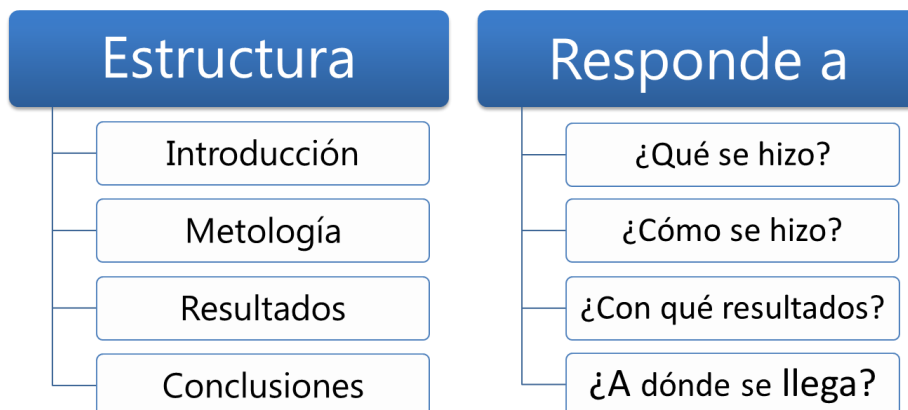 Estructura
Introducción
Metología
Resultados
Conclusiones
Responde a
¿Qué se hizo?
¿Cómo se hizo?
¿Con qué resultados?
¿A dónde se llega?